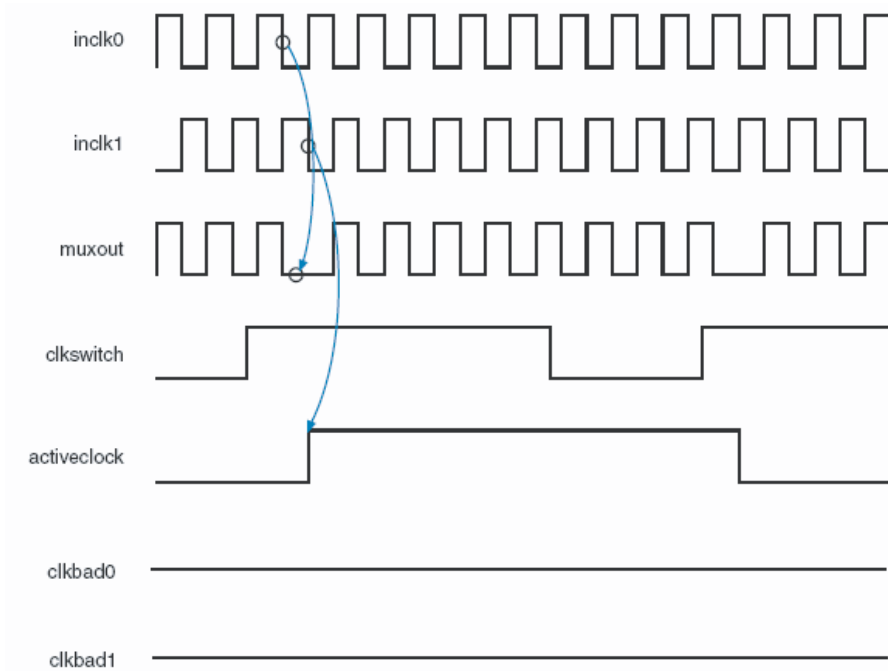 inclk0
inclk1
muxout
clkswitch
activeclock
clkbad0
clkbad1